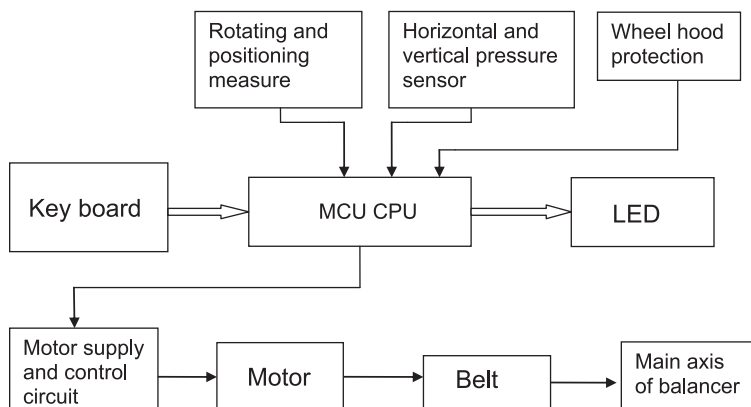 Rotating and
positioning
measure
Horizontal and
vertical pressure
sensor
Wheel hood
protection
Key board
MCU CPU
LED
Motor supply
and control
circuit
Motor
Belt
Main axis
of balancer